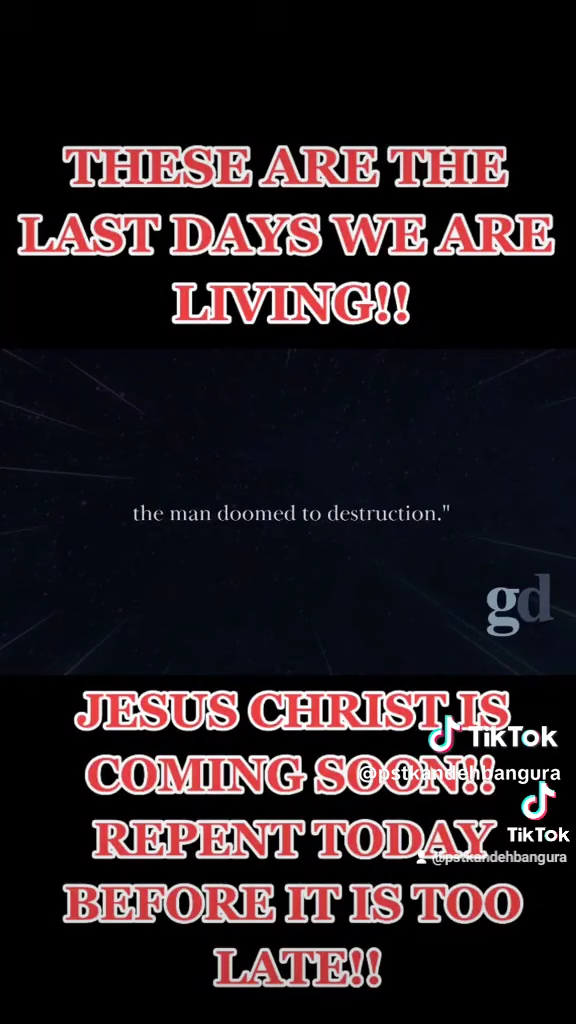 THESE ARE THE
LAST DAYS WE ARE
LIVING!!
the man doomed to destruction."
gd
JESUS CHRIST IS
TikTok
COMING SOON!!
@pstkandehbangura
REPENT TODAY
TikTok
@pstkandehbangura
BEFORE IT IS TOO
LATE!!